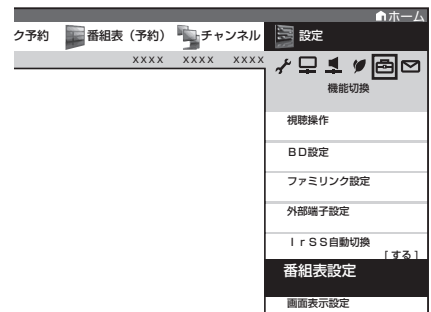 ホーム
ク予約 番組表（予約） チャンネル 設定
xxxx xxxx xxxx
機能切換
視聴操作
ＢＤ設定
ファミリンク設定
外部端子設定
ＩｒＳＳ自動切換
［する］
番組表設定
画面表示設定